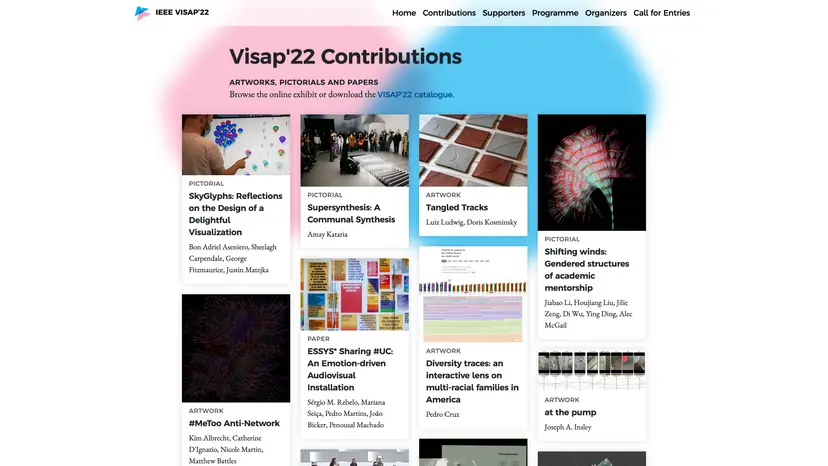 IEEE VISAP'22
Home Contributions Supporters Programme Organizers Call for Entries
Visap'22 Contributions
ARTWORKS, PICTORIALS AND PAPERS
Browse the online exhibit or download the VISAP'22 catalogue.
PICTORIAL
SkyGlyphs: Reflections
on the Design of a
Delightful
Visualization
Bon Adriel Aseniero, Sheelagh
Carpendale, George
Fitzmaurice, Justin Matejka
ARTWORK
#MeToo Anti-Network
Kim Albrecht, Catherine
D'Ignazio, Nicole Martin,
Matthew Battles
PICTORIAL
Supersynthesis: A
Communal Synthesis
Amay Kataria
PAPER
ESSYS* Sharing #UC:
An Emotion-driven
Audiovisual
Installation
Sérgio M. Rebelo, Mariana
Seiça, Pedro Martins, João
Bicker, Penousal Machado
ARTWORK
Tangled Tracks
Luiz Ludwig, Doris Kosminsky
ARTWORK
Diversity traces: an
interactive lens on
multi-racial families in
America
Pedro Cruz
PICTORIAL
Shifting winds:
Gendered structures
of academic
mentorship
Jiabao Li, Houjiang Liu, Jilie
Zeng, Di Wu, Ying Ding, Alec
McGail
ARTWORK
at the pump
Joseph A. Insley